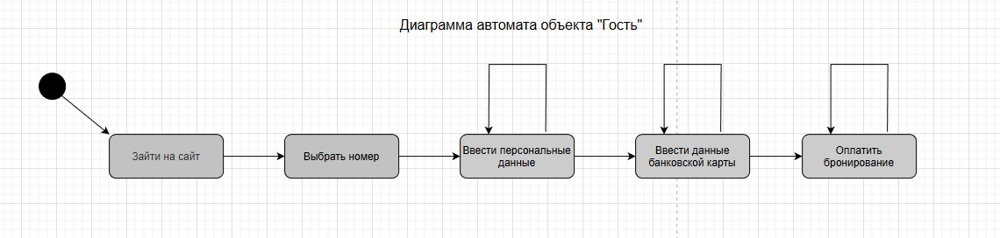 Диаграмма автомата объекта "Гость"
Зайти на сайт
Выбрать номер
Ввести персональные
данные
Ввести данные
банковской карты
Оплатить
бронирование